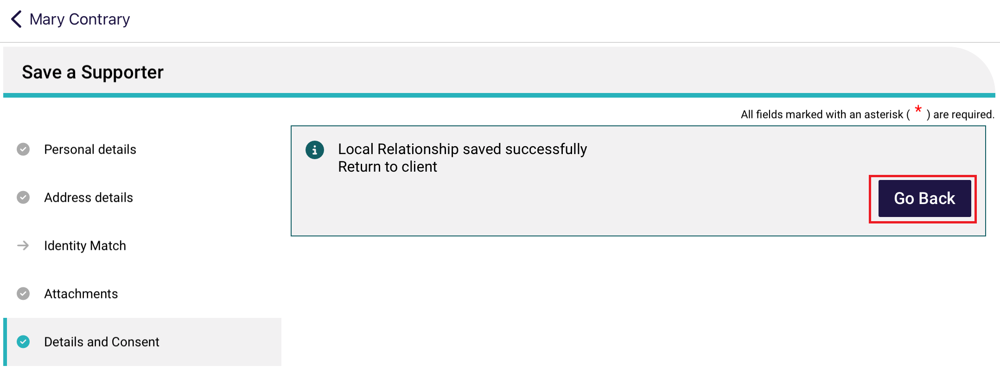 Mary Contrary
Save a Supporter
All fields marked with an asterisk ( * ) are required.
Personal details
Address details
Identity Match
Attachments
Details and Consent
Local Relationship saved successfully
Return to client
Go Back